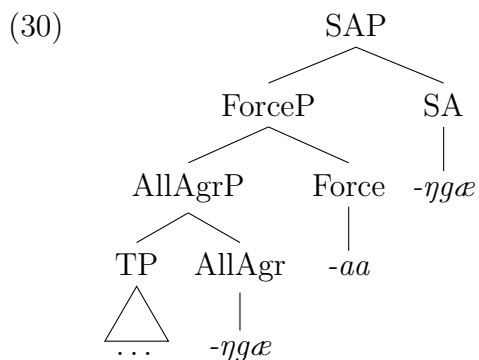 (30) SAP
ForceP SA
AllAgrP Force -ŋgæ
TP AllAgr -aa
... -ŋgæ